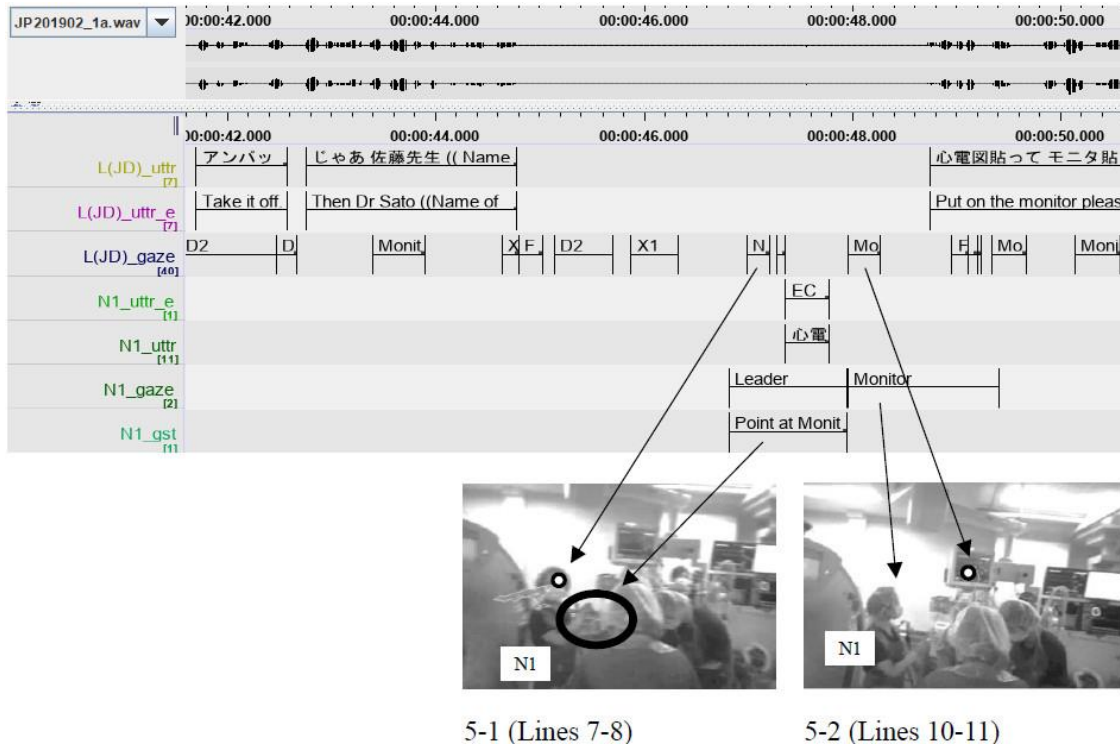 JP201902_1a.wav
00:00:42.000 00:00:44.000 00:00:46.000 00:00:48.000 00:00:50.000
00:00:42.000 00:00:44.000 00:00:46.000 00:00:48.000 00:00:50.000
L(JD)_uttr アンバッ じゃあ 佐藤先生 (( Name 心電図貼って モニタ貼
[7]
L(JD)_uttr_e Take it off. Then Dr Sato ((Name of Put on the monitor pleas
[7]
L(JD)_gaze D2 D Monit X F D2 X1 N Mo F Mo Moni
[40]
N1_uttr_e EC
[1]
N1_uttr 心電
[11]
N1_gaze Leader Monitor
[2]
N1_gst Point at Monit
[1]
N1 N1
5-1 (Lines 7-8) 5-2 (Lines 10-11)